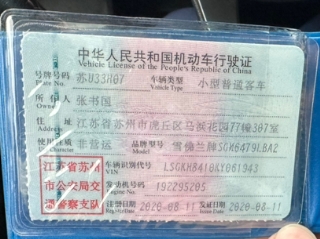 中华人民共和国机动车行驶证
Vehicle License of the People's Republic of China
号牌号码 苏U33H07 车辆类型 小型普通客车
Plate No. Vehicle Type
所有人 张书国
住址 江苏省苏州市虎丘区马浜花园77幢307室
使用性质 非营运 品牌型号 雪佛兰牌SGK6479LBA2
江苏省苏州 车辆识别代号
VIN
市公安局交 发动机号码 192295205
Engine No.
通警察支队 注册日期 2020-08-11 发证日期 2020-08-11